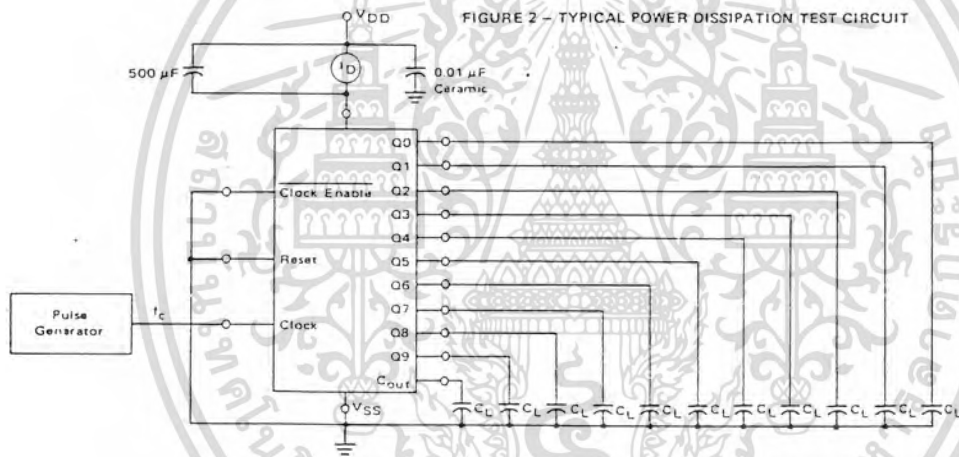 VDD
FIGURE 2 – TYPICAL POWER DISSIPATION TEST CIRCUIT
500 µF
ID
0.01 µF
Ceramic
Q0
Q1
Clock Enable
Q2
Q3
Q4
Reset
Q5
Q6
Pulse
Generator
fc
Clock
Q7
Q8
Q9
Cout
VSS
CL CL CL CL CL CL CL CL CL CL CL